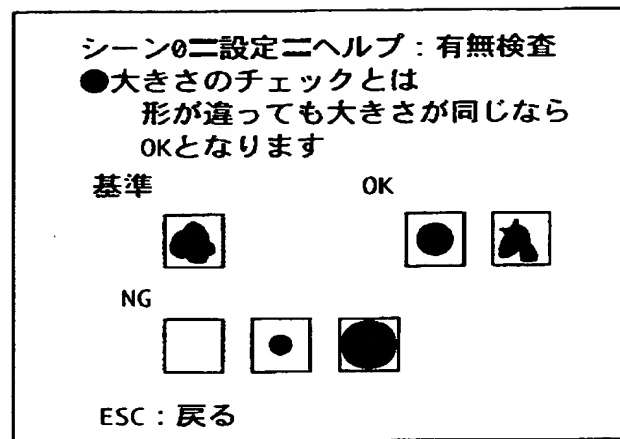 シーン0=設定=ヘルプ:有無検査
●大きさのチェックとは
形が違っても大きさが同じなら
OKとなります
基準 OK
NG
ESC:戻る